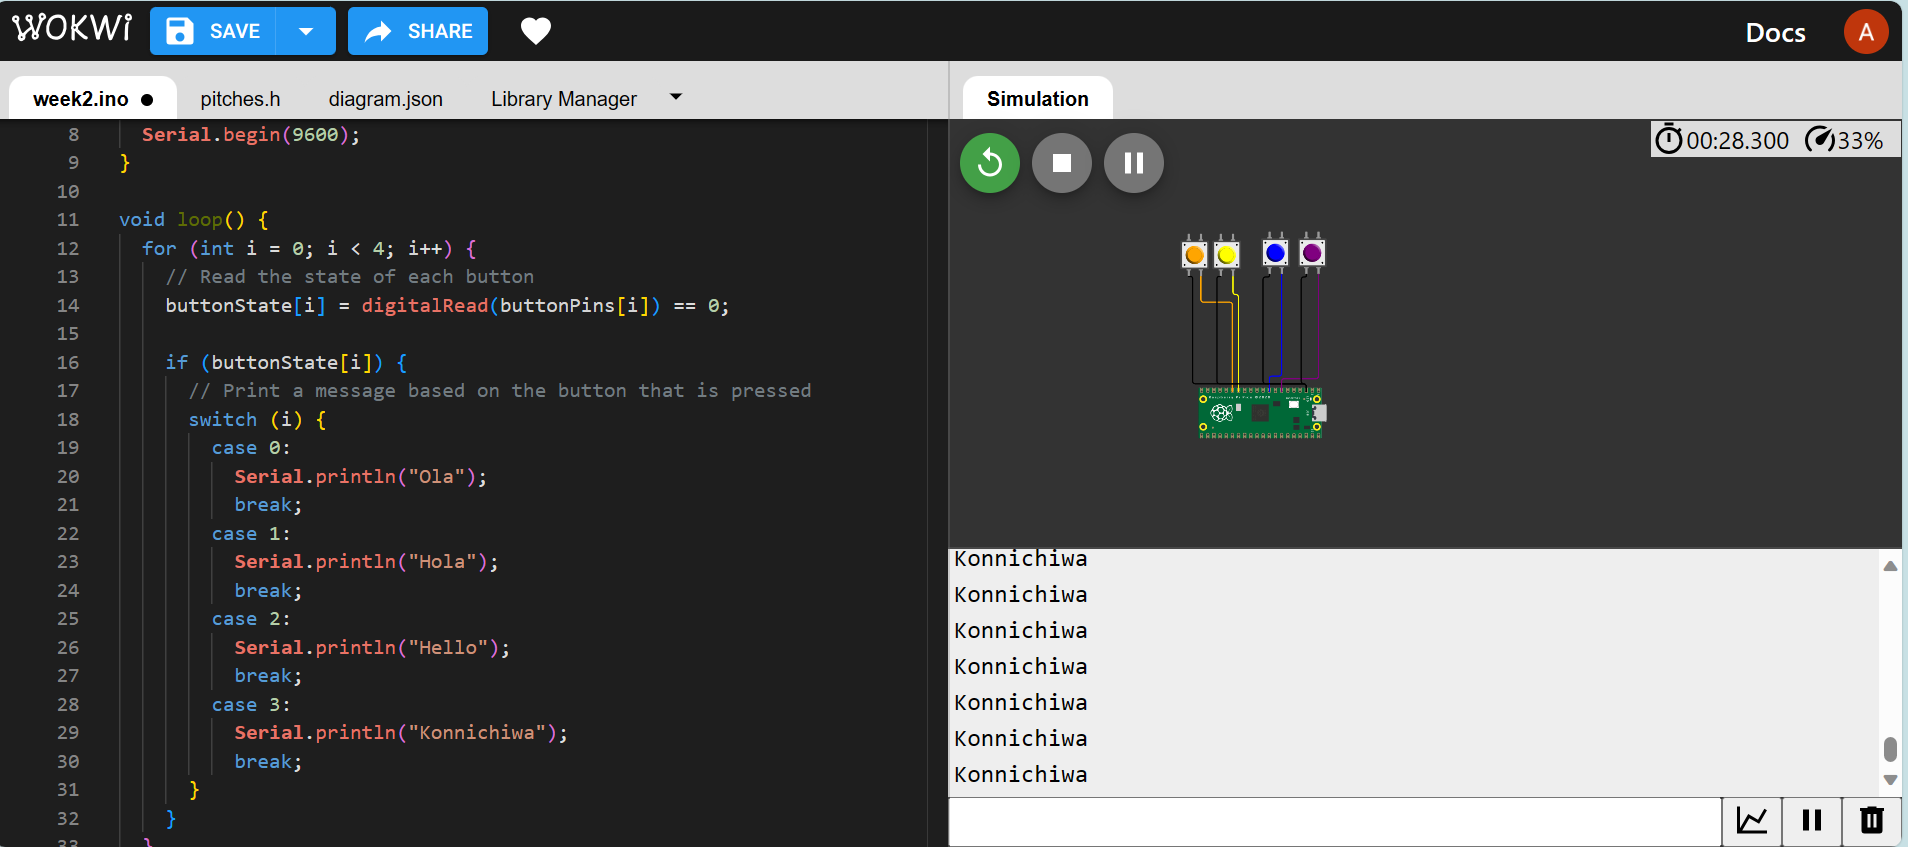 WOKWi SAVE SHARE Docs A
week2.ino pitches.h diagram.json Library Manager
Simulation
00:28.300 33%
8 Serial.begin(9600);
9 }
10
11 void loop() {
12 for (int i = 0; i < 4; i++) {
13 // Read the state of each button
14 buttonState[i] = digitalRead(buttonPins[i]) == 0;
15
16 if (buttonState[i]) {
17 // Print a message based on the button that is pressed
18 switch (i) {
19 case 0:
20 Serial.println("Ola");
21 break;
22 case 1:
23 Serial.println("Hola");
24 break;
25 case 2:
26 Serial.println("Hello");
27 break;
28 case 3:
29 Serial.println("Konnichiwa");
30 break;
31 }
32 }
33 }
Konnichiwa
Konnichiwa
Konnichiwa
Konnichiwa
Konnichiwa
Konnichiwa
Konnichiwa